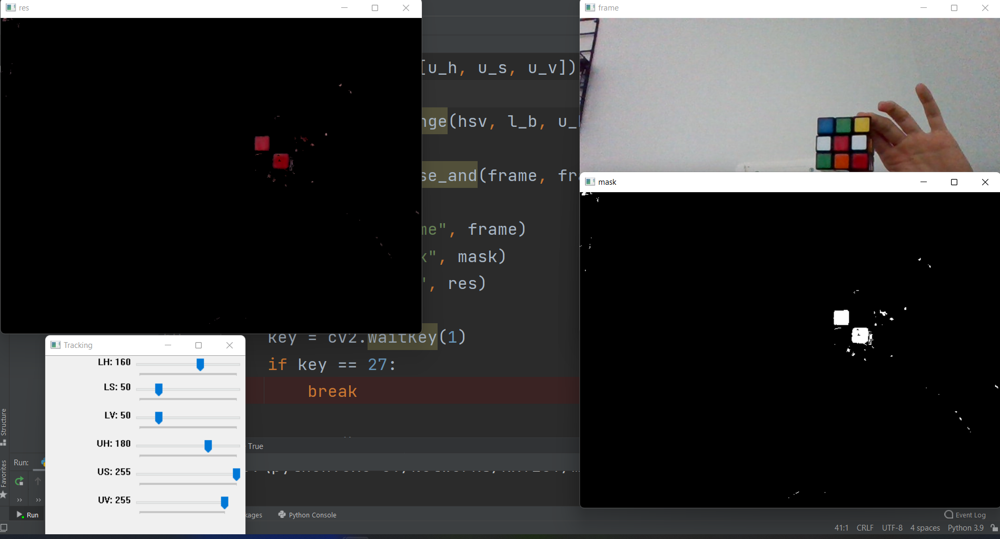 res
frame
[u_h, u_s, u_v])
nge(hsv, l_b, u_
se_and(frame, fr
me", frame)
k", mask)
', res)
mask
key = cv2.waitKey(1)
if key == 27:
break
Tracking
LH: 160
LS: 50
LV: 50
UH: 180
US: 255
UV: 255
True
Structure
Favorites
Run:
Run
kages
Python Console
Event Log
41:1 CRLF UTF-8 4 spaces Python 3.9